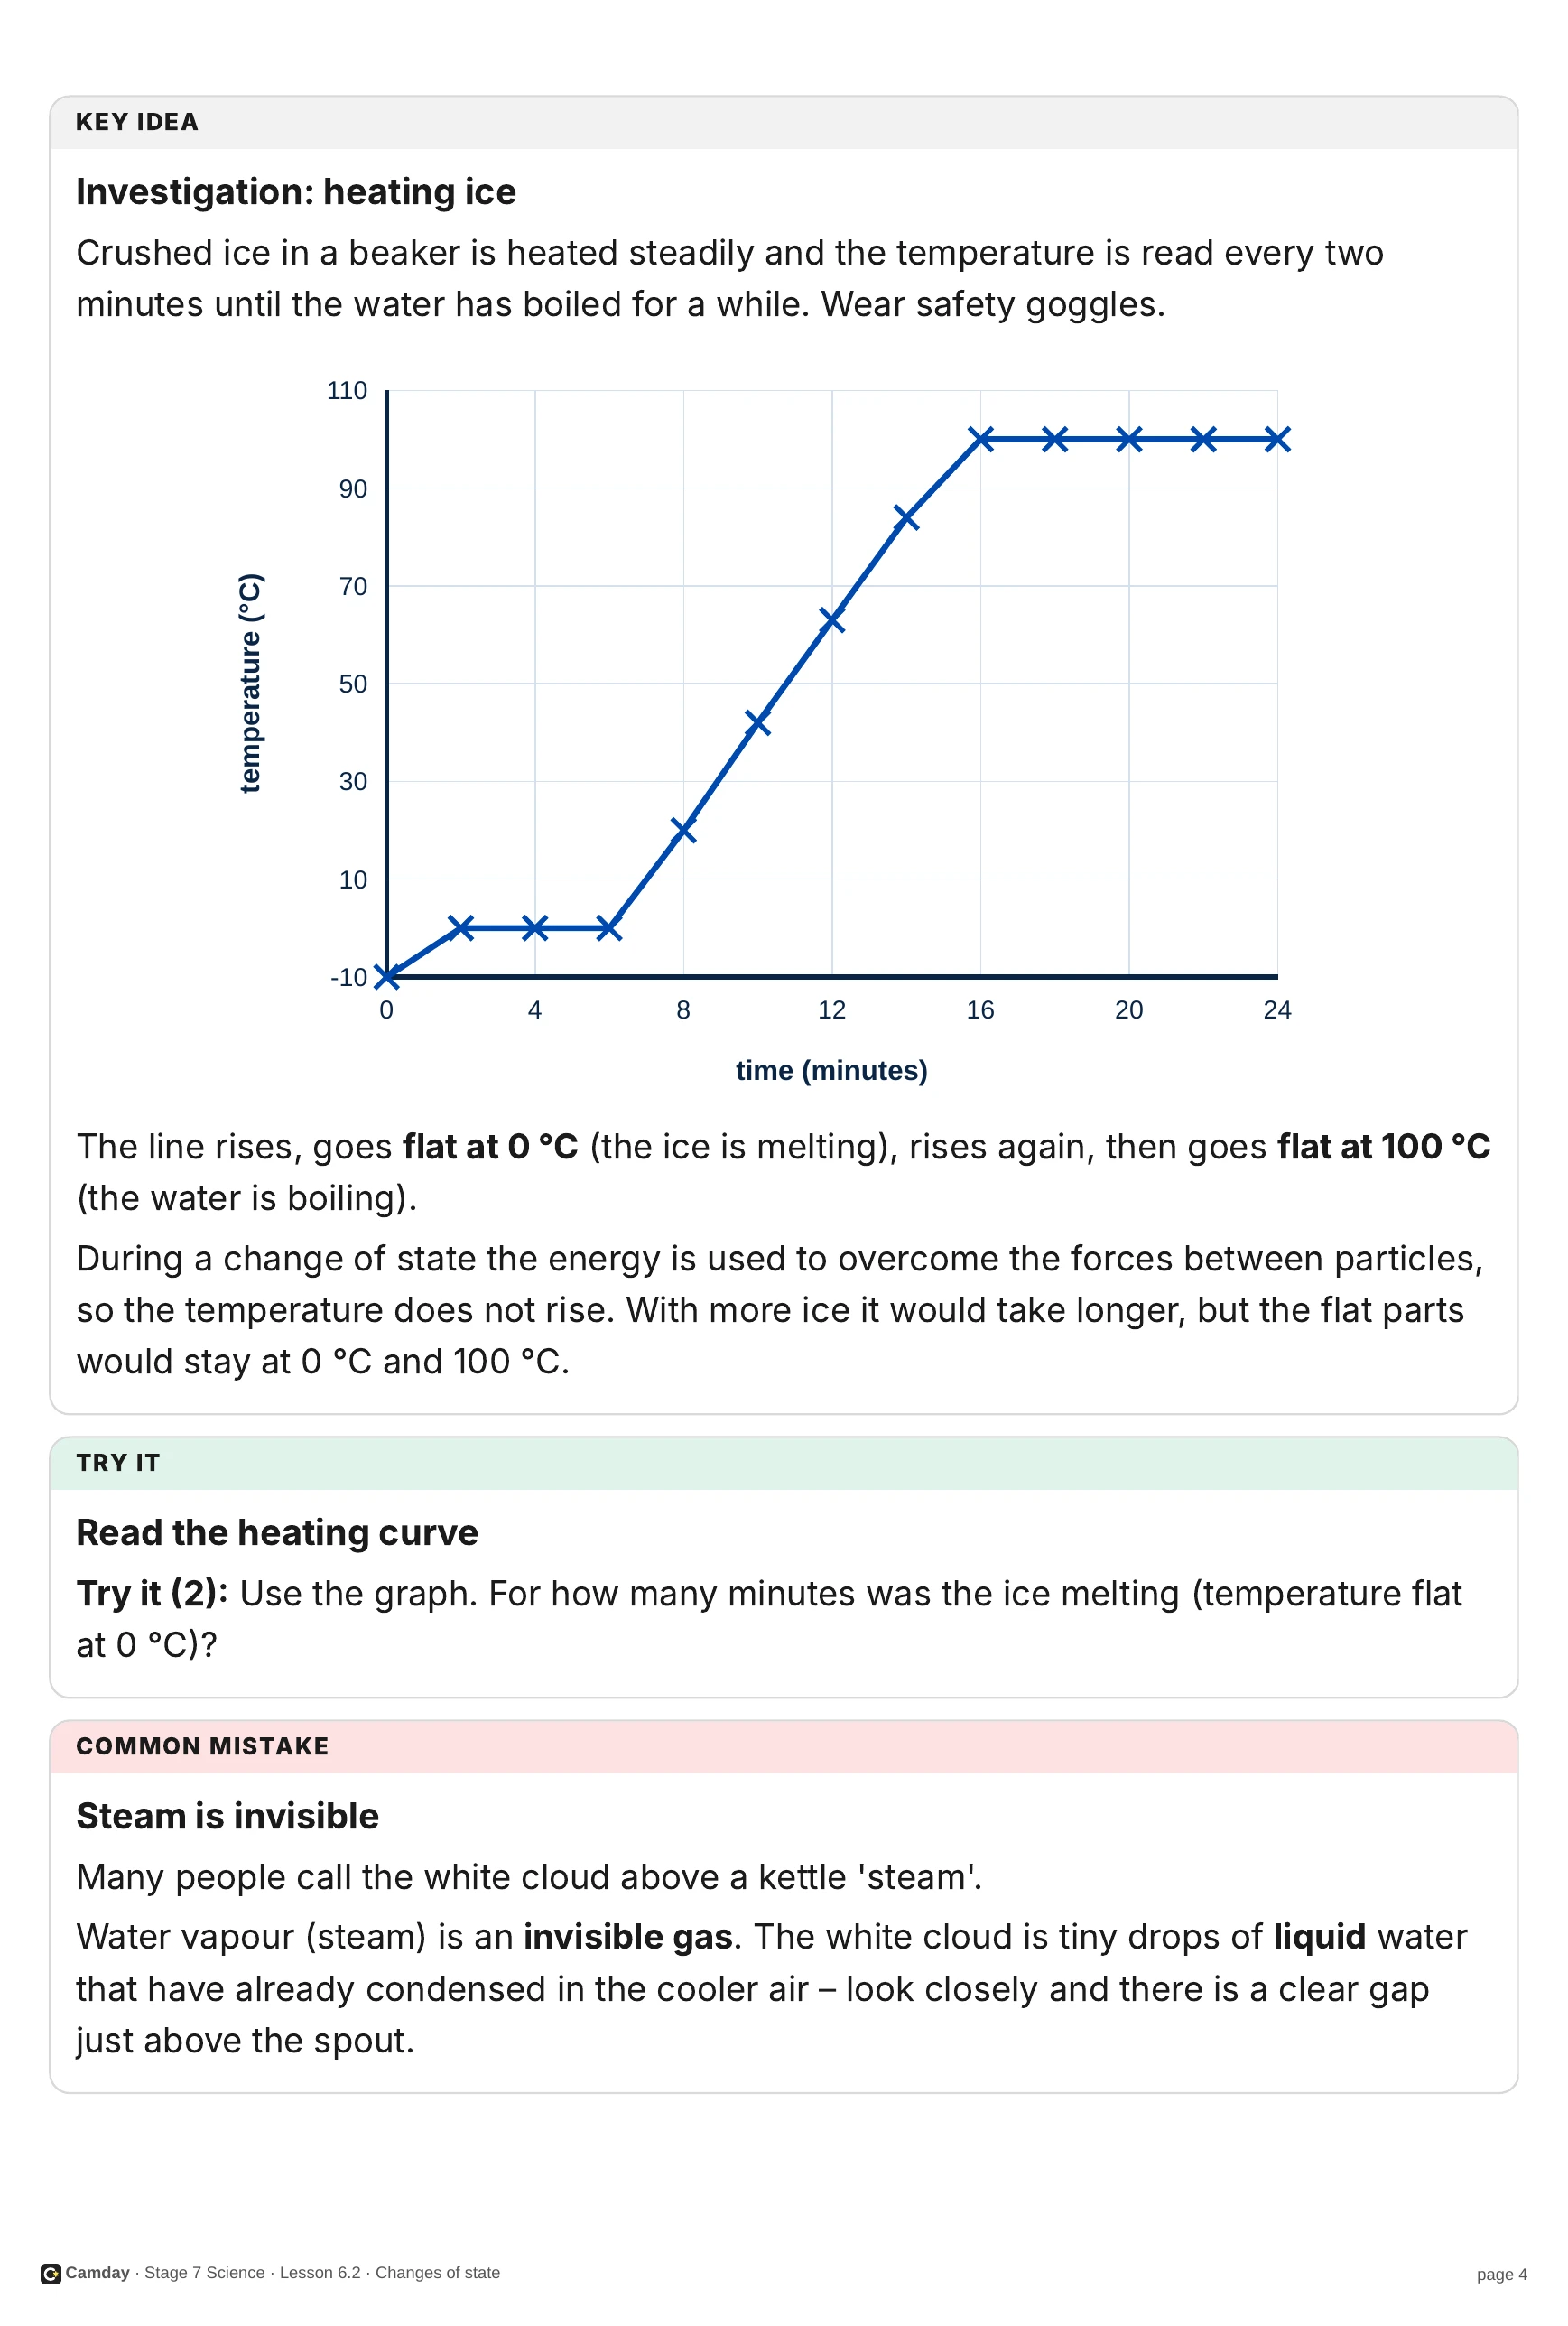 KEY IDEA
Investigation: heating ice
Crushed ice in a beaker is heated steadily and the temperature is read every two
minutes until the water has boiled for a while. Wear safety goggles.
110
90
70
50
30
10
-10
temperature (°C)
0 4 8 12 16 20 24
time (minutes)
The line rises, goes flat at 0 °C (the ice is melting), rises again, then goes flat at 100 °C
(the water is boiling).
During a change of state the energy is used to overcome the forces between particles,
so the temperature does not rise. With more ice it would take longer, but the flat parts
would stay at 0 °C and 100 °C.
TRY IT
Read the heating curve
Try it (2): Use the graph. For how many minutes was the ice melting (temperature flat
at 0 °C)?
COMMON MISTAKE
Steam is invisible
Many people call the white cloud above a kettle 'steam'.
Water vapour (steam) is an invisible gas. The white cloud is tiny drops of liquid water
that have already condensed in the cooler air – look closely and there is a clear gap
just above the spout.
Camday · Stage 7 Science · Lesson 6.2 · Changes of state
page 4